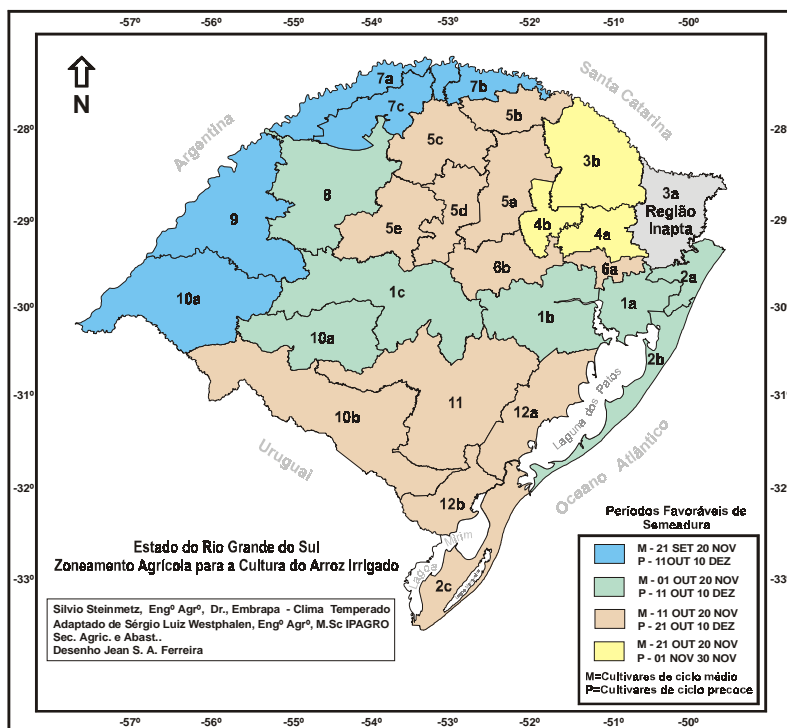 -57º -56º -55º -54º -53º -52º -51º -50º
N
Argentina
Santa Catarina
7a
7b
7c
5b
-28º -28º
5c
3b
8
3a
Região
Inapta
5a
5d
9
4b
4a
-29º -29º
5e
6b
6a
2a
10a
1c
1a
-30º -30º
1b
10a
2b
-31º -31º
11
10b
12a
Laguna dos Patos
Uruguai
Oceano Atlântico
-32º -32º
12b
Mirim
Lagoa
2c
-33º -33º
Estado do Rio Grande do Sul
Zoneamento Agrícola para a Cultura do Arroz Irrigado
Silvio Steinmetz, Engº Agrº, Dr., Embrapa - Clima Temperado
Adaptado de Sérgio Luiz Westphalen, Engº Agrº, M.Sc IPAGRO
Sec. Agric. e Abast..
Desenho Jean S. A. Ferreira
Períodos Favoráveis de
Semeadura
M - 21 SET 20 NOV
P - 11OUT 10 DEZ
M - 01 OUT 20 NOV
P - 11 OUT 10 DEZ
M - 11 OUT 20 NOV
P - 21 OUT 10 DEZ
M - 21 OUT 20 NOV
P - 01 NOV 30 NOV
M=Cultivares de ciclo médio
P=Cultivares de ciclo precoce
-57º -56º -55º -54º -53º -52º -51º -50º